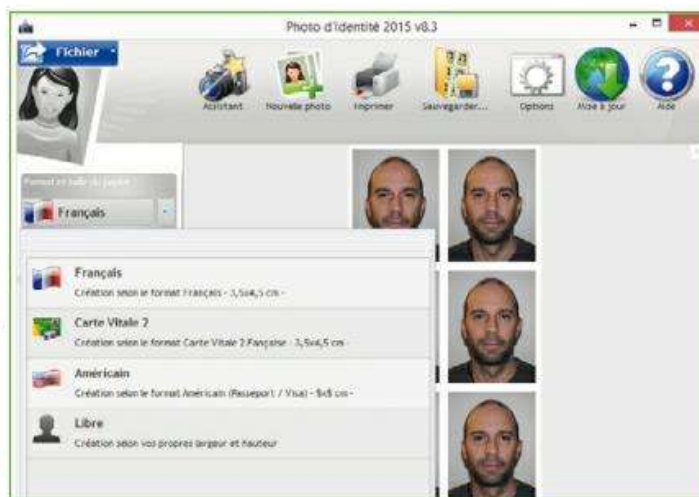 Photo d'Identité 2015 v8.3
Fichier
Assistant
Nouvelle photo
Imprimer
Sauvegarder...
Options
Mise à jour
Aide
Format et taille du papier
Français
Français
Création selon le format Français - 3,5x4,5 cm -
Carte Vitale 2
Création selon le format Carte Vitale 2 Française - 3,5x4,5 cm -
Américain
Création selon le format Américain (Passeport / Visa) - 5x5 cm -
Libre
Création selon vos propres largeur et hauteur